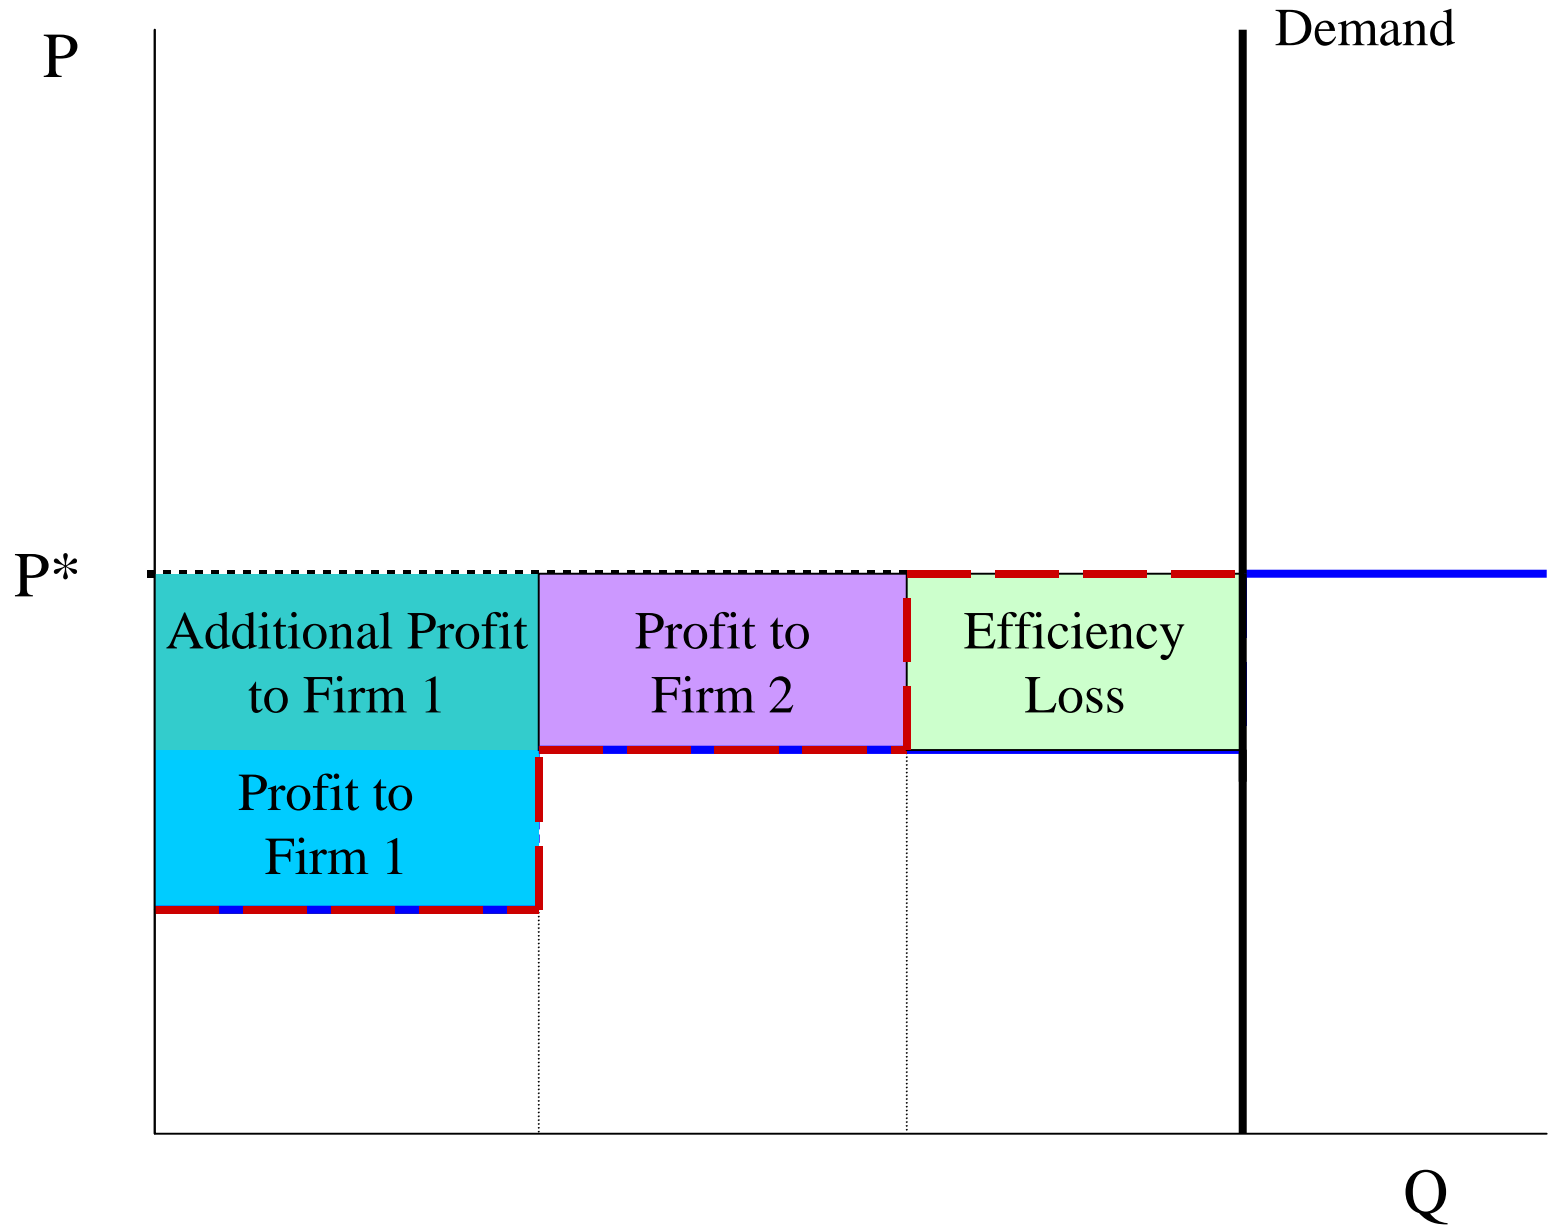 Demand
P
P*
Additional Profit
to Firm 1
Profit to
Firm 2
Efficiency
Loss
Profit to
Firm 1
Q